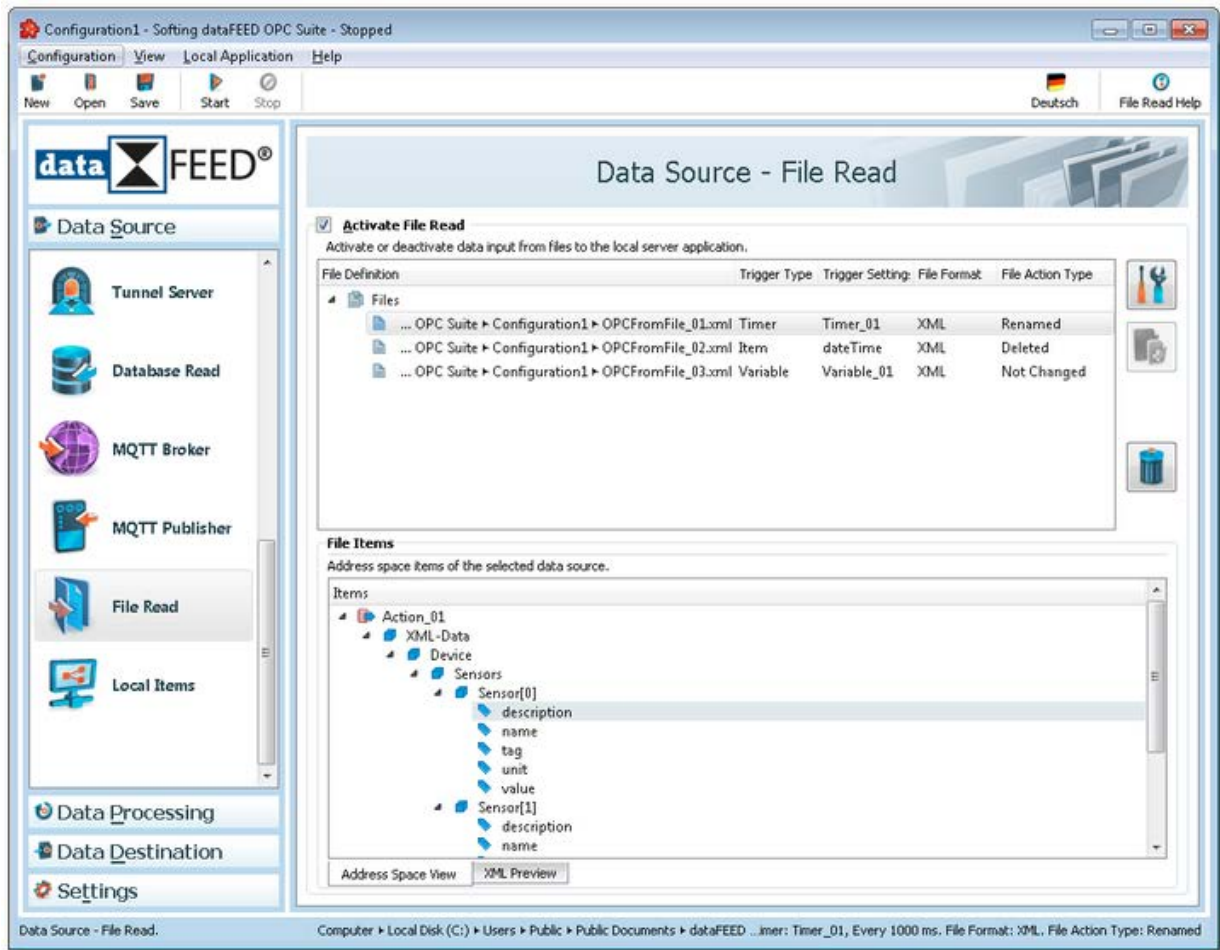 Configuration1 - Softing dataFEED OPC Suite - Stopped
Configuration View Local Application Help
New Open Save Start Stop Deutsch File Read Help
data FEED®
Data Source - File Read
Data Source
Activate File Read
Activate or deactivate data input from files to the local server application.
File Definition Trigger Type Trigger Setting: File Format File Action Type
Files
... OPC Suite ▸ Configuration1 ▸ OPCFromFile_01.xml Timer Timer_01 XML Renamed
... OPC Suite ▸ Configuration1 ▸ OPCFromFile_02.xml Item dateTime XML Deleted
... OPC Suite ▸ Configuration1 ▸ OPCFromFile_03.xml Variable Variable_01 XML Not Changed
Tunnel Server
Database Read
MQTT Broker
MQTT Publisher
File Read
Local Items
File Items
Address space items of the selected data source.
Items
Action_01
XML-Data
Device
Sensors
Sensor[0]
description
name
tag
unit
value
Sensor[1]
description
name
Address Space View XML Preview
Data Processing
Data Destination
Settings
Data Source - File Read. Computer ▸ Local Disk (C:) ▸ Users ▸ Public ▸ Public Documents ▸ dataFEED ...imer: Timer_01, Every 1000 ms. File Format: XML. File Action Type: Renamed